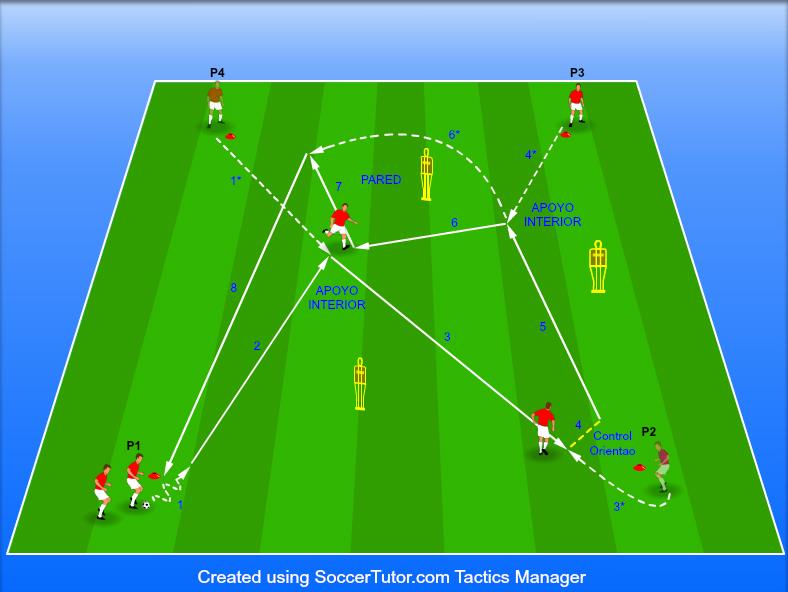 P4
P3
6*
4*
1*
7
PARED
APOYO
INTERIOR
6
8
APOYO
INTERIOR
5
2
3
4
Control
Orientao
P2
P1
1
3*
Created using SoccerTutor.com Tactics Manager